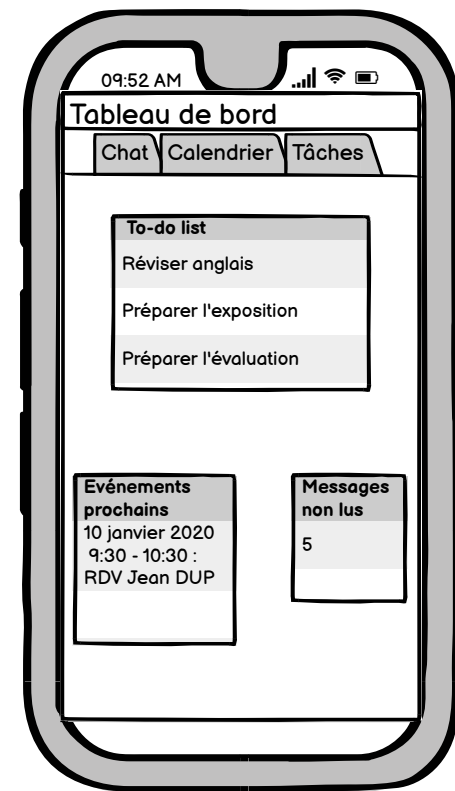 09:52 AM
Tableau de bord
Chat Calendrier Tâches
To-do list
Réviser anglais
Préparer l'exposition
Préparer l'évaluation
Evénements
prochains
10 janvier 2020
9:30 - 10:30 :
RDV Jean DUP
Messages
non lus
5